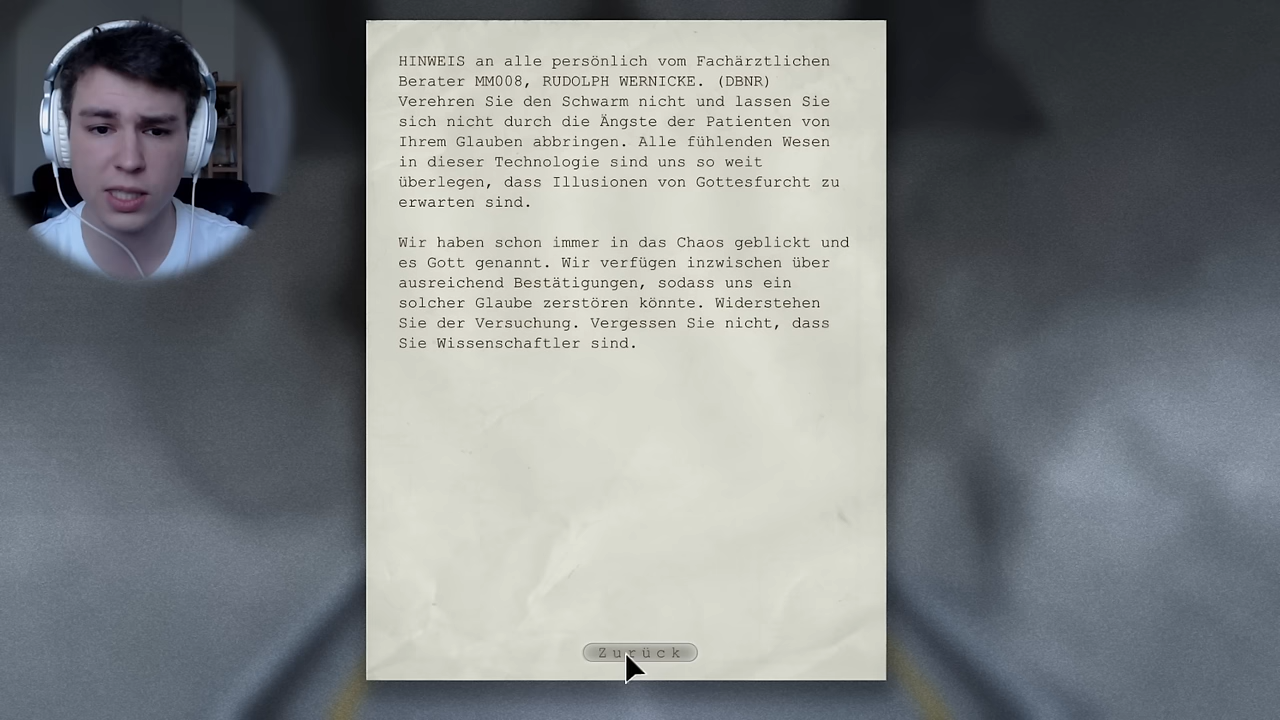 HINWEIS an alle persönlich vom Fachärztlichen
Berater MM008, RUDOLPH WERNICKE. (DBNR)
Verehren Sie den Schwarm nicht und lassen Sie
sich nicht durch die Ängste der Patienten von
Ihrem Glauben abbringen. Alle fühlenden Wesen
in dieser Technologie sind uns so weit
überlegen, dass Illusionen von Gottesfurcht zu
erwarten sind.
Wir haben schon immer in das Chaos geblickt und
es Gott genannt. Wir verfügen inzwischen über
ausreichend Bestätigungen, sodass uns ein
solcher Glaube zerstören könnte. Widerstehen
Sie der Versuchung. Vergessen Sie nicht, dass
Sie Wissenschaftler sind.
Zurück